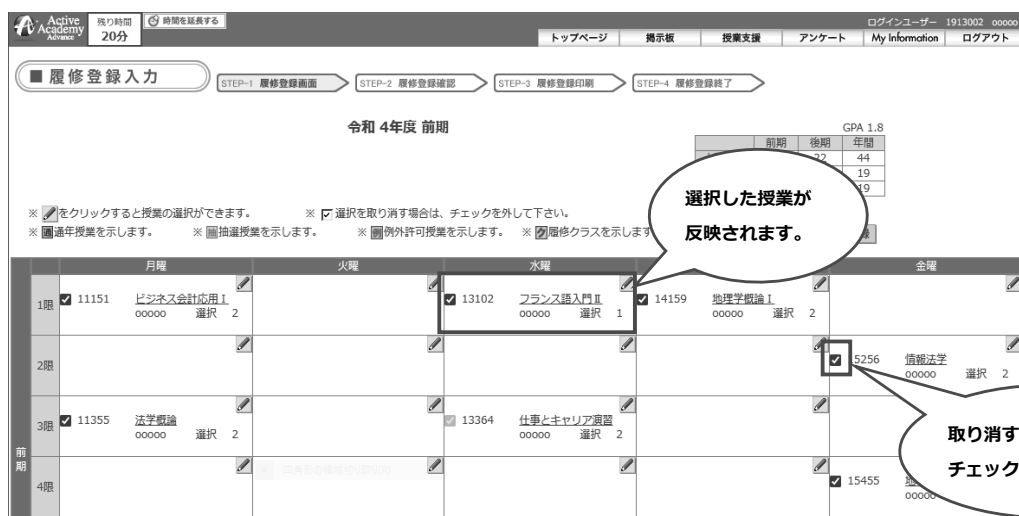 Active Academy Advance
残り時間 20分
時間を延長する
ログインユーザー 1913002 ooooo
トップページ 掲示板 授業支援 アンケート My Information ログアウト
■ 履修登録入力
STEP-1 履修登録画面 STEP-2 履修登録確認 STEP-3 履修登録印刷 STEP-4 履修登録終了
令和 4年度 前期
GPA 1.8
前期 後期 年間
22 44
19
19
選択した授業が
反映されます。
※ をクリックすると授業の選択ができます。 ※ 選択を取り消す場合は、チェックを外して下さい。
※ 通年授業を示します。 ※ 抽選授業を示します。 ※ 例外許可授業を示します。 ※ ク履修クラスを示します
月曜 火曜 水曜 金曜
前期
1限 11151 ビジネス会計応用Ⅰ 13102 フランス語入門Ⅱ 14159 地理学概論Ⅰ
ooooo 選択 2 ooooo 選択 1 ooooo 選択 2
2限 15256 情報法学
ooooo 選択 2
3限 11355 法学概論 13364 仕事とキャリア演習
ooooo 選択 2 ooooo 選択 2
取り消す
チェック
4限 15455
ooooo